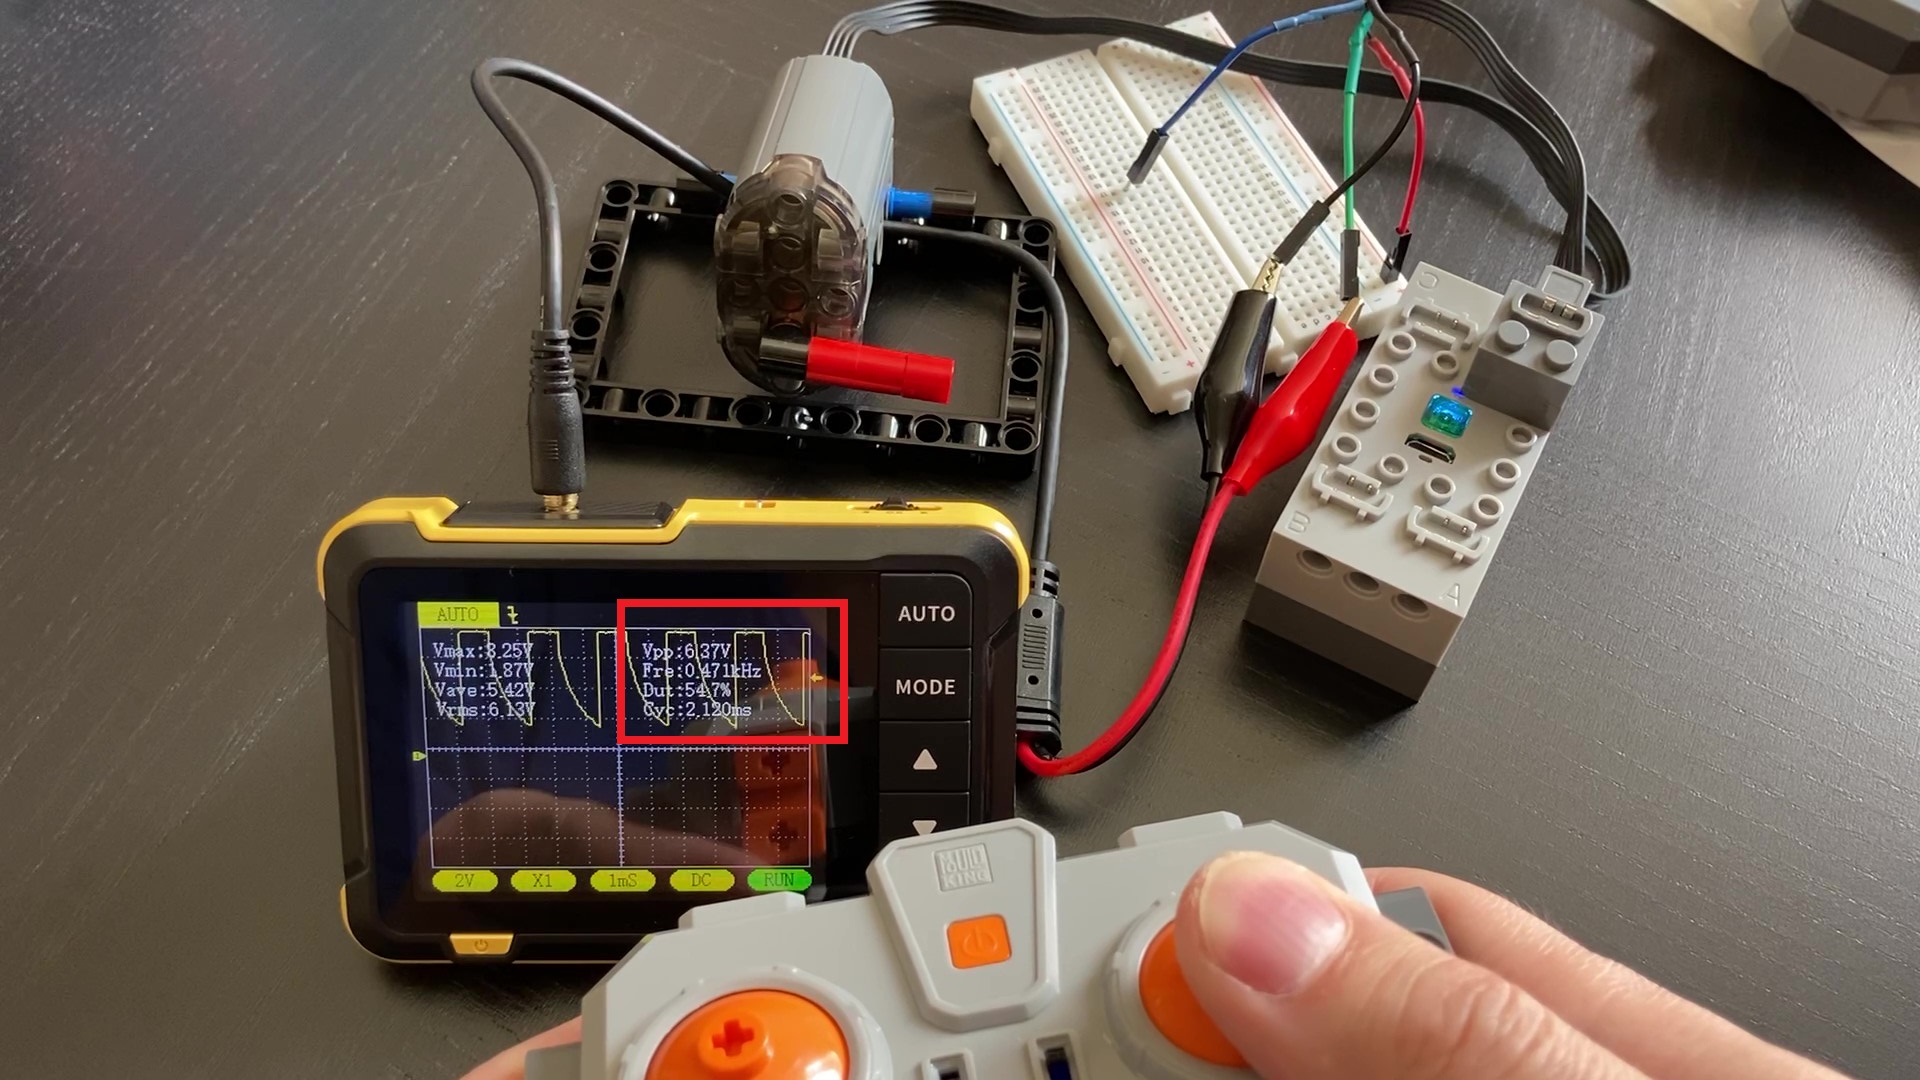 AUTO
Vmax:8.25V
Vmin:1.87V
Vave:5.42V
Vrms:6.13V
Vpp:6.37V
Fre:0.471kHz
Dut:54.7%
Cyc:2.120ms
2V
X1
1mS
DC
RUN
AUTO
MODE
C
B
A
MOULD
KING